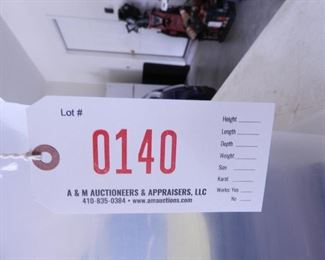 Lot #
0140
A & M AUCTIONEERS & APPRAISERS, LLC
410-835-0384 • www.amauctions.com
Height
Length
Depth
Weight
Size
Karat
Works: Yes
No